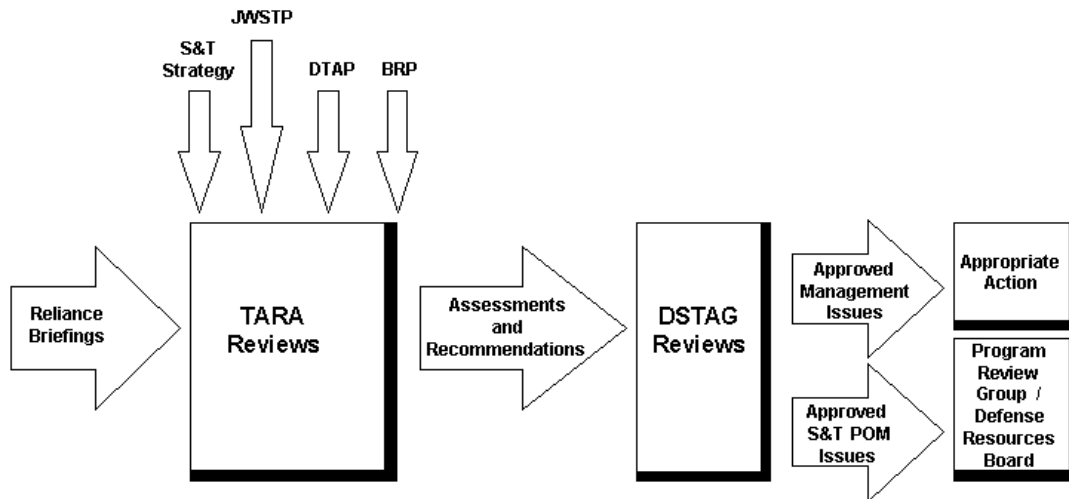 JWSTP
S&T
Strategy
DTAP
BRP
Reliance
Briefings
TARA
Reviews
Assessments
and
Recommendations
DSTAG
Reviews
Approved
Management
Issues
Appropriate
Action
Approved
S&T POM
Issues
Program
Review
Group /
Defense
Resources
Board